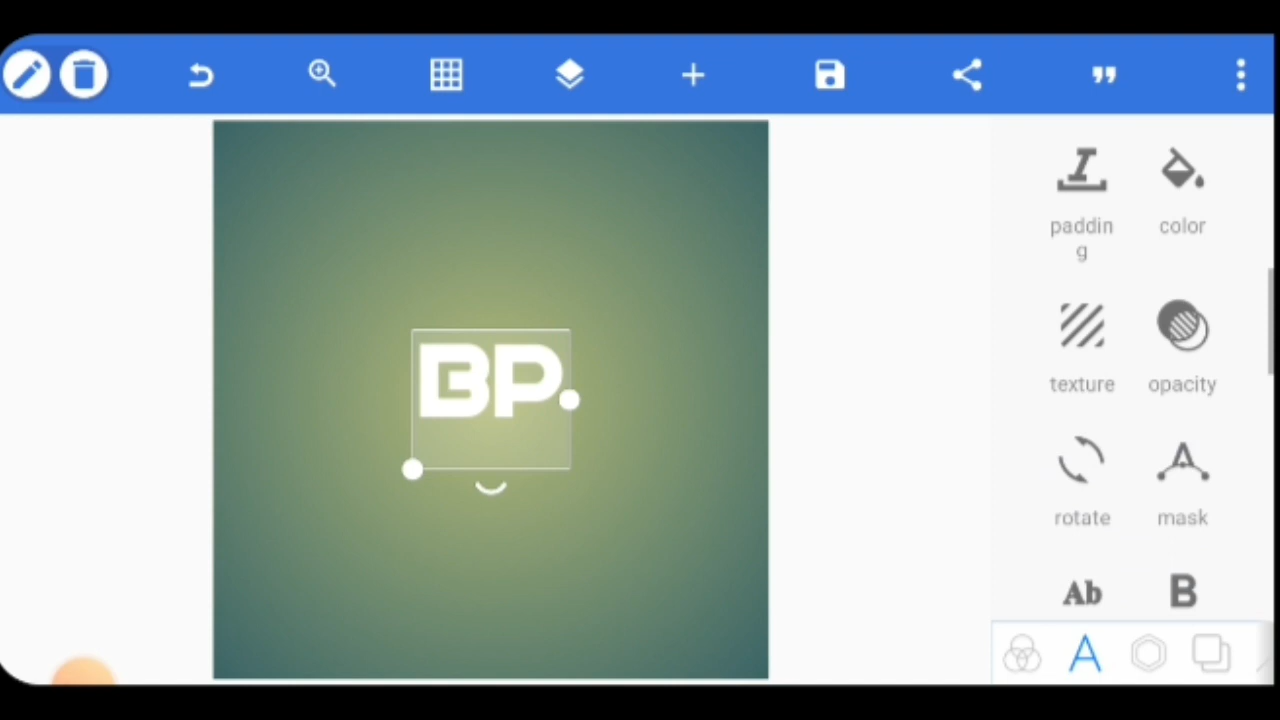 BP.
paddin
g
color
texture
opacity
rotate
mask
Ab
B
A